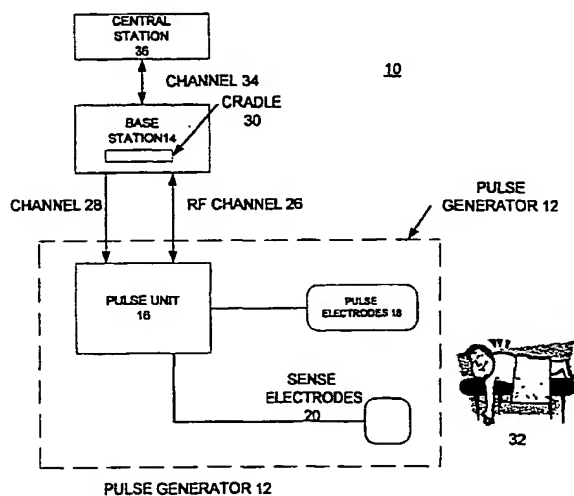 CENTRAL
STATION
36
CHANNEL 34
10
CRADLE
30
BASE
STATION14
CHANNEL 28
RF CHANNEL 26
PULSE
GENERATOR 12
PULSE UNIT
16
PULSE
ELECTRODES 18
SENSE
ELECTRODES
20
32
PULSE GENERATOR 12